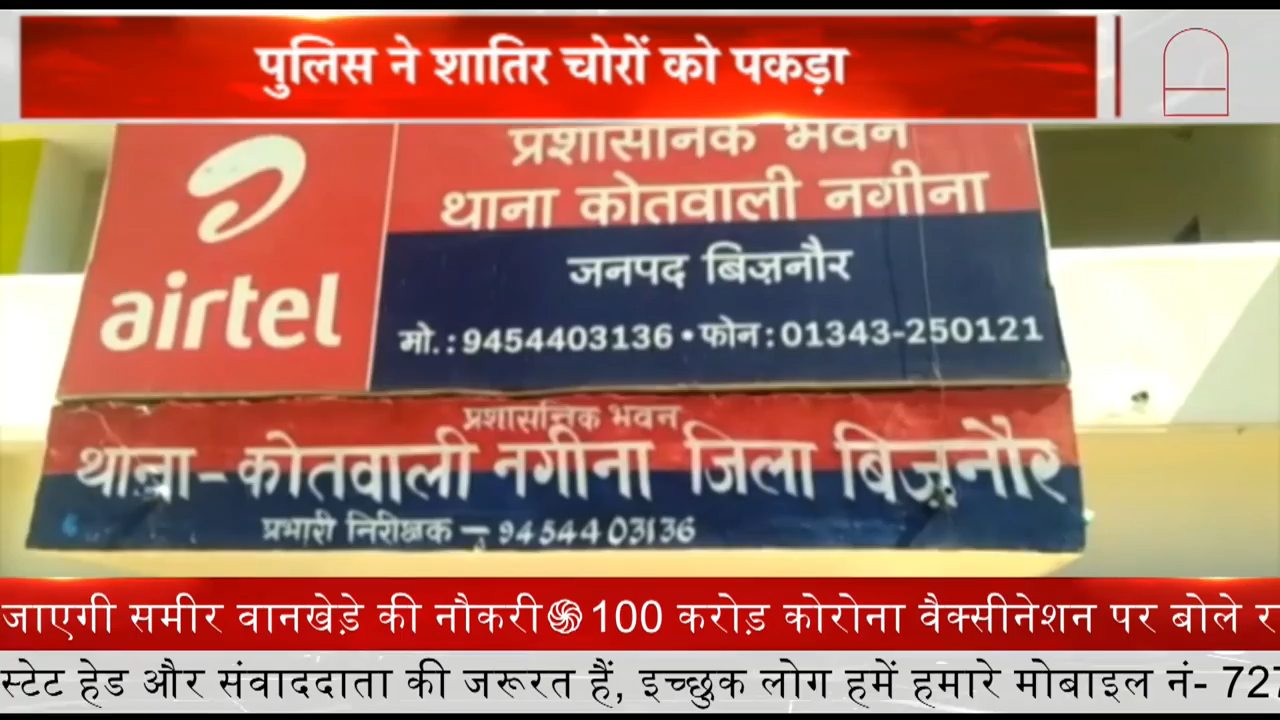 पुलिस ने शातिर चोरों को पकड़ा
प्रशासनिक भवन
थाना कोतवाली नगीना
जनपद बिज़नौर
airtel
मो.:9454403136•फोन:01343-250121
प्रशासनिक भवन
थाना-कोतवाली नगीना जिला बिज़नौर
प्रभारी निरीक्षक - 9454403136
जाएगी समीर वानखेड़े की नौकरी 100 करोड़ कोरोना वैक्सीनेशन पर बोले र
स्टेट हेड और संवाददाता की जरूरत हैं, इच्छुक लोग हमें हमारे मोबाइल नं- 727